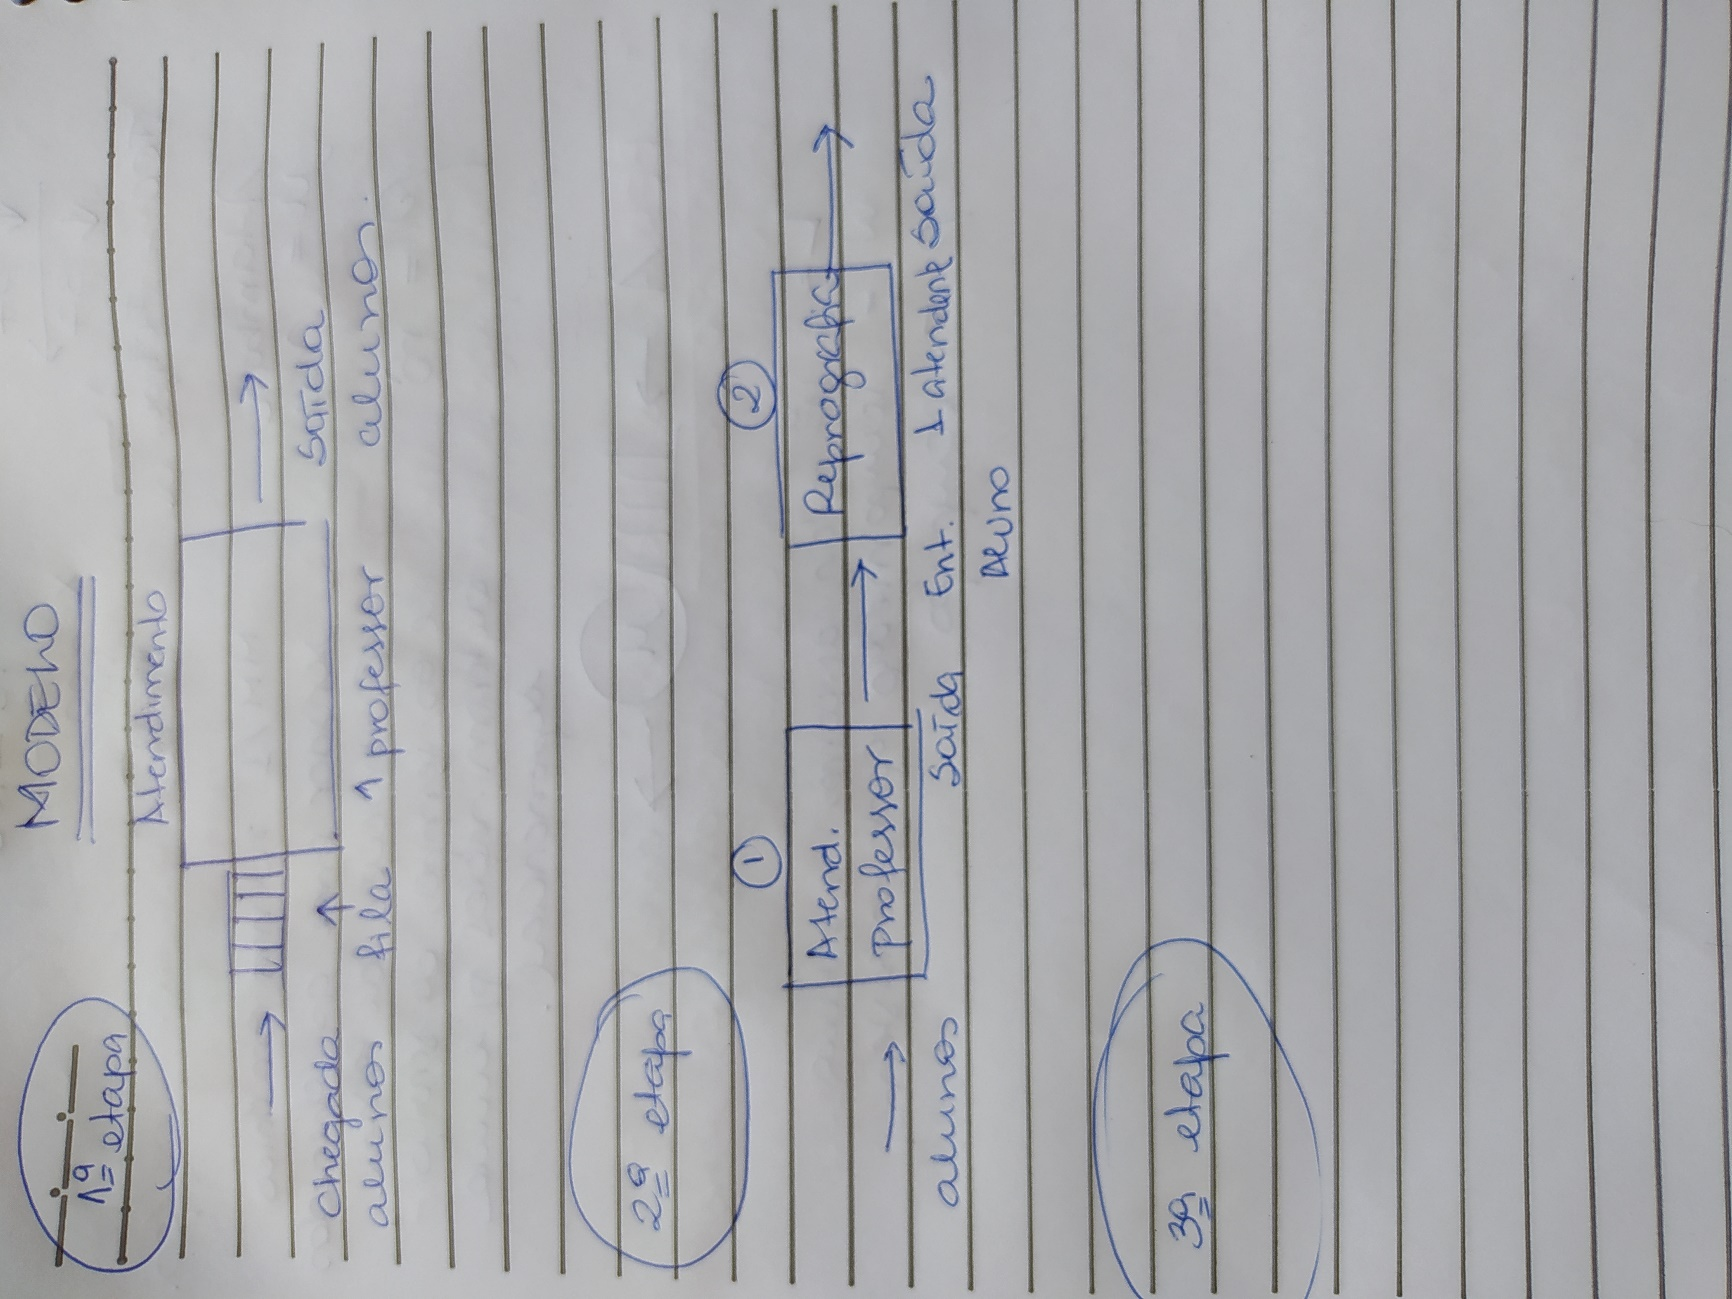 MODELO
1ª etapa
Atendimento
chegada
alunos
fila
1 professor
saída
alunos.
2ª etapa
1
2
Atend.
Professor
Reprografia
alunos
saída
Ent.
1 atendente
saída
Aluno
3ª etapa